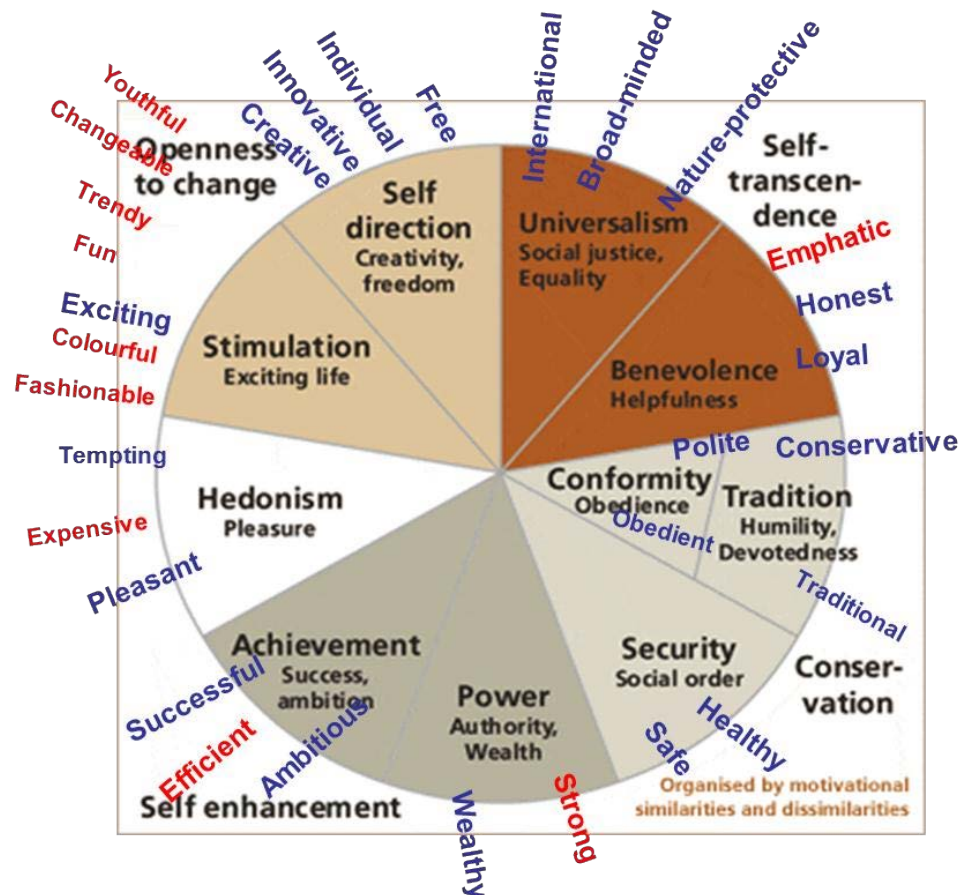 International
Individual
Broad-minded
Nature-protective
Innovative
Free
Youthful
Changeable
Creative
Openness
to change
Self-
transcen-
dence
Trendy
Self
direction
Creativity,
freedom
Universalism
Social justice,
Equality
Fun
Emphatic
Exciting
Honest
Colourful
Stimulation
Exciting life
Loyal
Fashionable
Benevolence
Helpfulness
Tempting
Polite
Conservative
Hedonism
Pleasure
Conformity
Obedience
Tradition
Humility,
Devotedness
Expensive
Obedient
Pleasant
Traditional
Achievement
Success,
ambition
Security
Social order
Successful
Power
Authority,
Wealth
Conser-
vation
Efficient
Ambitious
Safe
Healthy
Self enhancement
Wealthy
Strong
Organised by motivational
similarities and dissimilarities